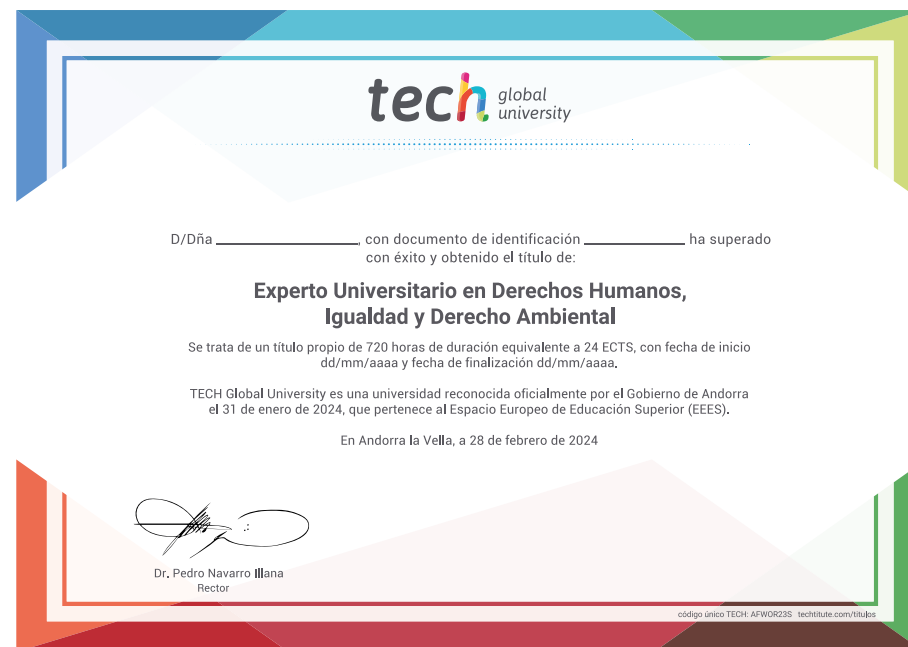 tech global university
D/Dña ____________________, con documento de identificación ______________ ha superado
con éxito y obtenido el título de:
Experto Universitario en Derechos Humanos,
Igualdad y Derecho Ambiental
Se trata de un título propio de 720 horas de duración equivalente a 24 ECTS, con fecha de inicio
dd/mm/aaaa y fecha de finalización dd/mm/aaaa.
TECH Global University es una universidad reconocida oficialmente por el Gobierno de Andorra
el 31 de enero de 2024, que pertenece al Espacio Europeo de Educación Superior (EEES).
En Andorra la Vella, a 28 de febrero de 2024
Dr. Pedro Navarro Illana
Rector
código único TECH: AFWOR23S techtitute.com/titulos